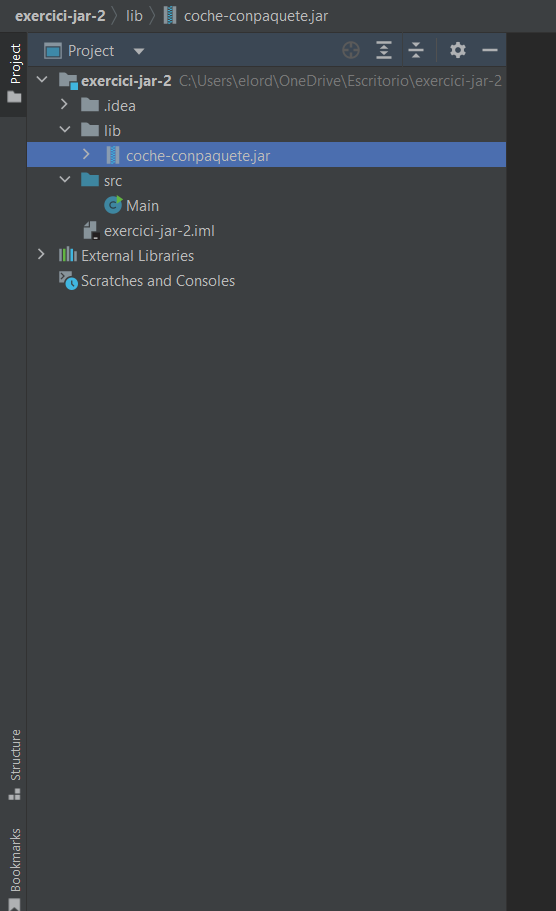 exercici-jar-2 lib coche-conpaquete.jar
Project
Project
exercici-jar-2 C:\Users\elord\OneDrive\Escritorio\exercici-jar-2
.idea
lib
coche-conpaquete.jar
src
C Main
exercici-jar-2.iml
External Libraries
Scratches and Consoles
Structure
Bookmarks